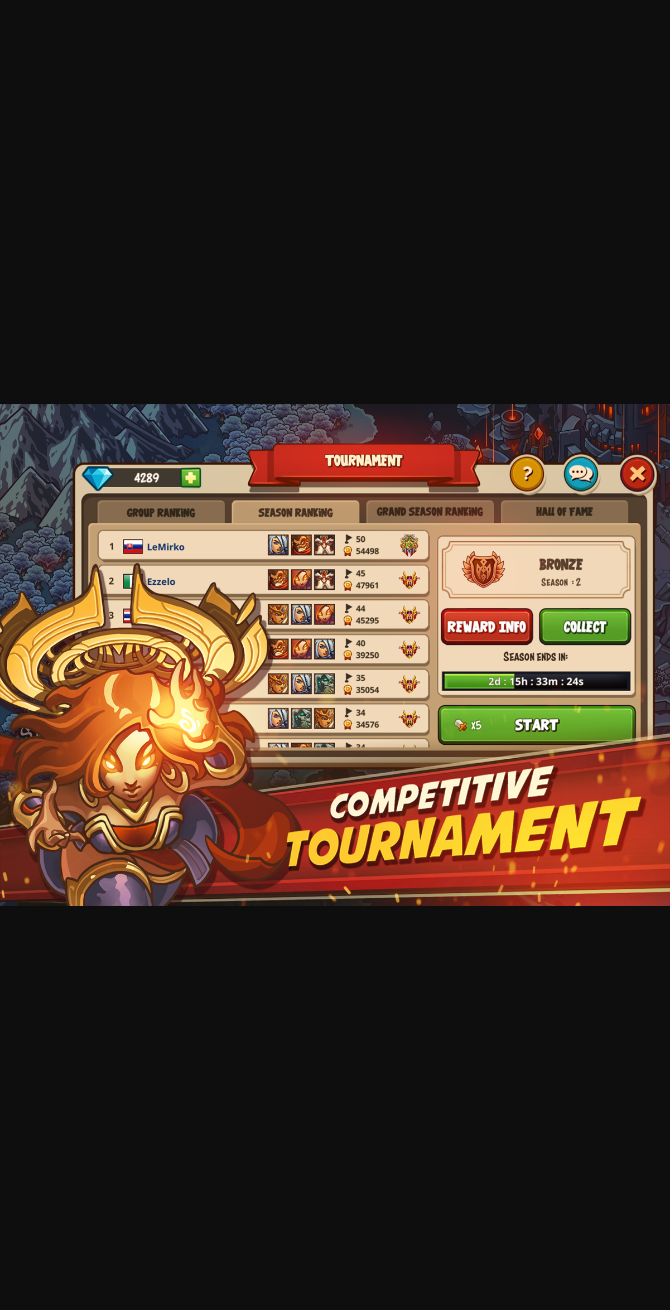 TOURNAMENT
4289
?
GROUP RANKING
SEASON RANKING
GRAND SEASON RANKING
HALL OF FAME
1 LeMirko 50
54498
2 Ezzelo 45
47961
3 44
45295
40
39250
35
35054
34
34576
BRONZE
SEASON : 2
REWARD INFO
COLLECT
SEASON ENDS IN:
2d : 15h : 33m : 24s
x5 START
COMPETITIVE
TOURNAMENT